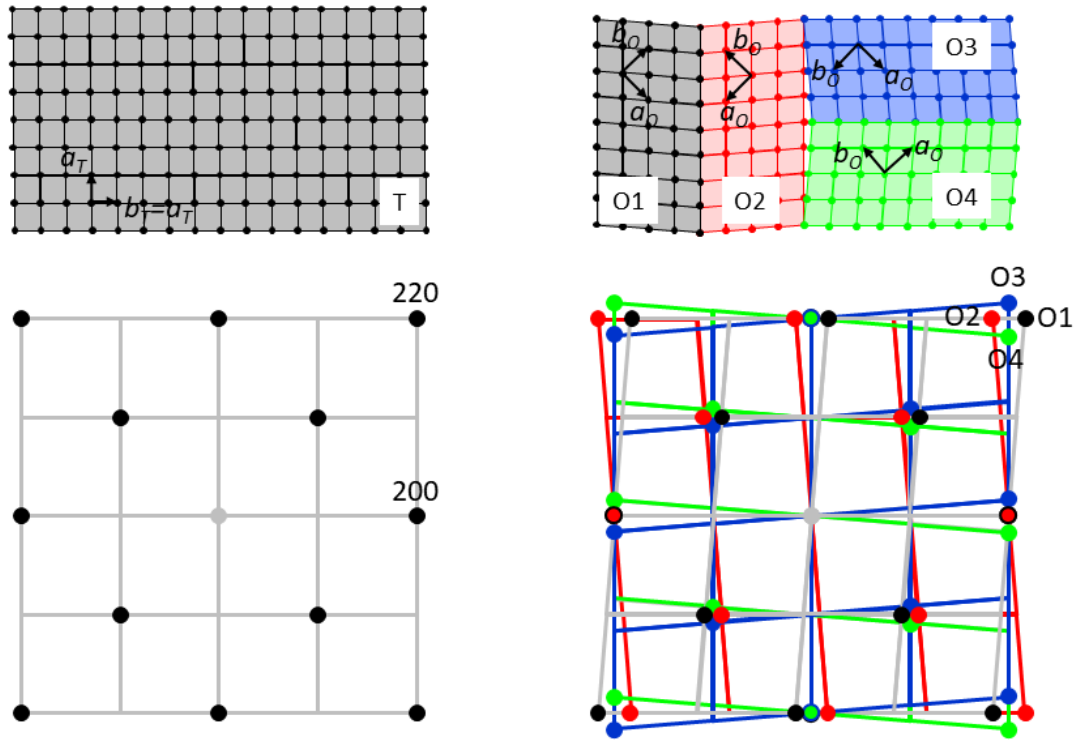 a_T
b_T=a_T
T
b_O
a_O
b_O
a_O
b_O
a_O
b_O
a_O
O1
O2
O3
O4
220
200
O3
O2
O1
O4